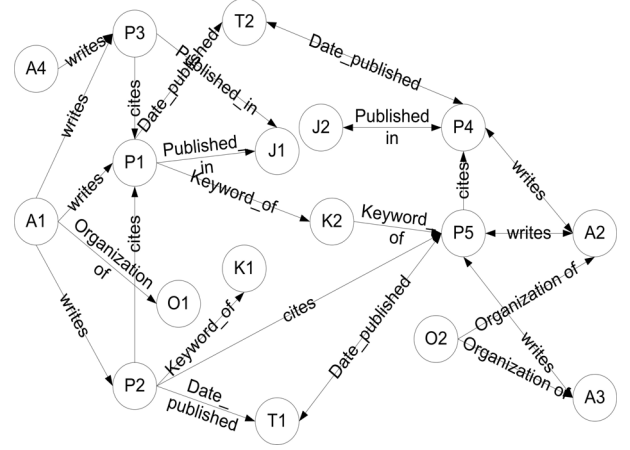 T2
P3
A4
writes
Date_published
Published_in
Date_published
writes
cites
J2
Published
in
P4
P1
Published_
in
J1
writes
Keyword_of
cites
writes
A1
K2
Keyword_
of
P5
writes
A2
Organization
of
cites
K1
O1
cites
Date_published
Organization of
writes
Keyword_of
O2
writes
Organization of
P2
Date_
published
T1
A3